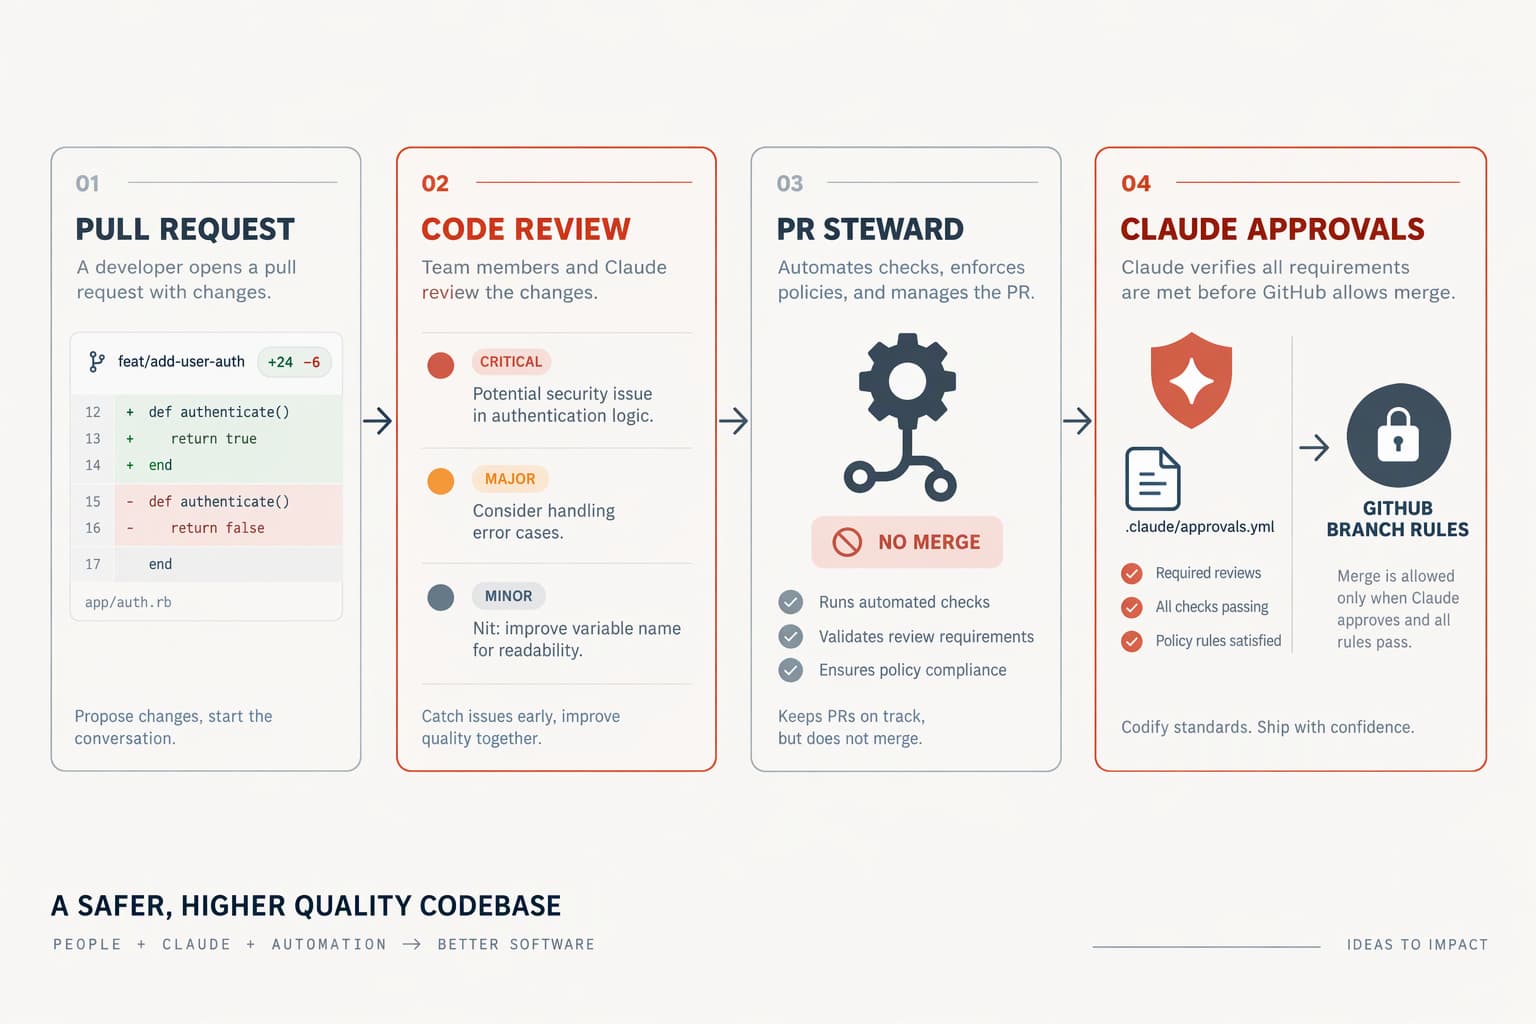 01
PULL REQUEST
A developer opens a pull
request with changes.
feat/add-user-auth +24 −6
12 + def authenticate()
13 + return true
14 + end
15 - def authenticate()
16 - return false
17 end
app/auth.rb
Propose changes, start the
conversation.
02
CODE REVIEW
Team members and Claude
review the changes.
CRITICAL
Potential security issue
in authentication logic.
MAJOR
Consider handling
error cases.
MINOR
Nit: improve variable name
for readability.
Catch issues early, improve
quality together.
03
PR STEWARD
Automates checks, enforces
policies, and manages the PR.
NO MERGE
Runs automated checks
Validates review requirements
Ensures policy compliance
Keeps PRs on track,
but does not merge.
04
CLAUDE APPROVALS
Claude verifies all requirements
are met before GitHub allows merge.
.claude/approvals.yml
Required reviews
All checks passing
Policy rules satisfied
GITHUB
BRANCH RULES
Merge is allowed
only when Claude
approves and all
rules pass.
Codify standards. Ship with confidence.
A SAFER, HIGHER QUALITY CODEBASE
PEOPLE + CLAUDE + AUTOMATION → BETTER SOFTWARE
IDEAS TO IMPACT